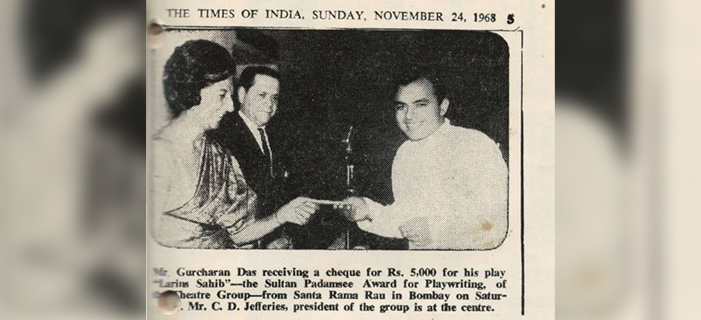 THE TIMES OF INDIA, SUNDAY, NOVEMBER 24, 1968 5
Mr. Gurcharan Das receiving a cheque for Rs. 5,000 for his play
"Larins Sahib"—the Sultan Padamsee Award for Playwriting, of
Theatre Group—from Santa Rama Rau in Bombay on Satur-
Mr. C. D. Jefferies, president of the group is at the centre.